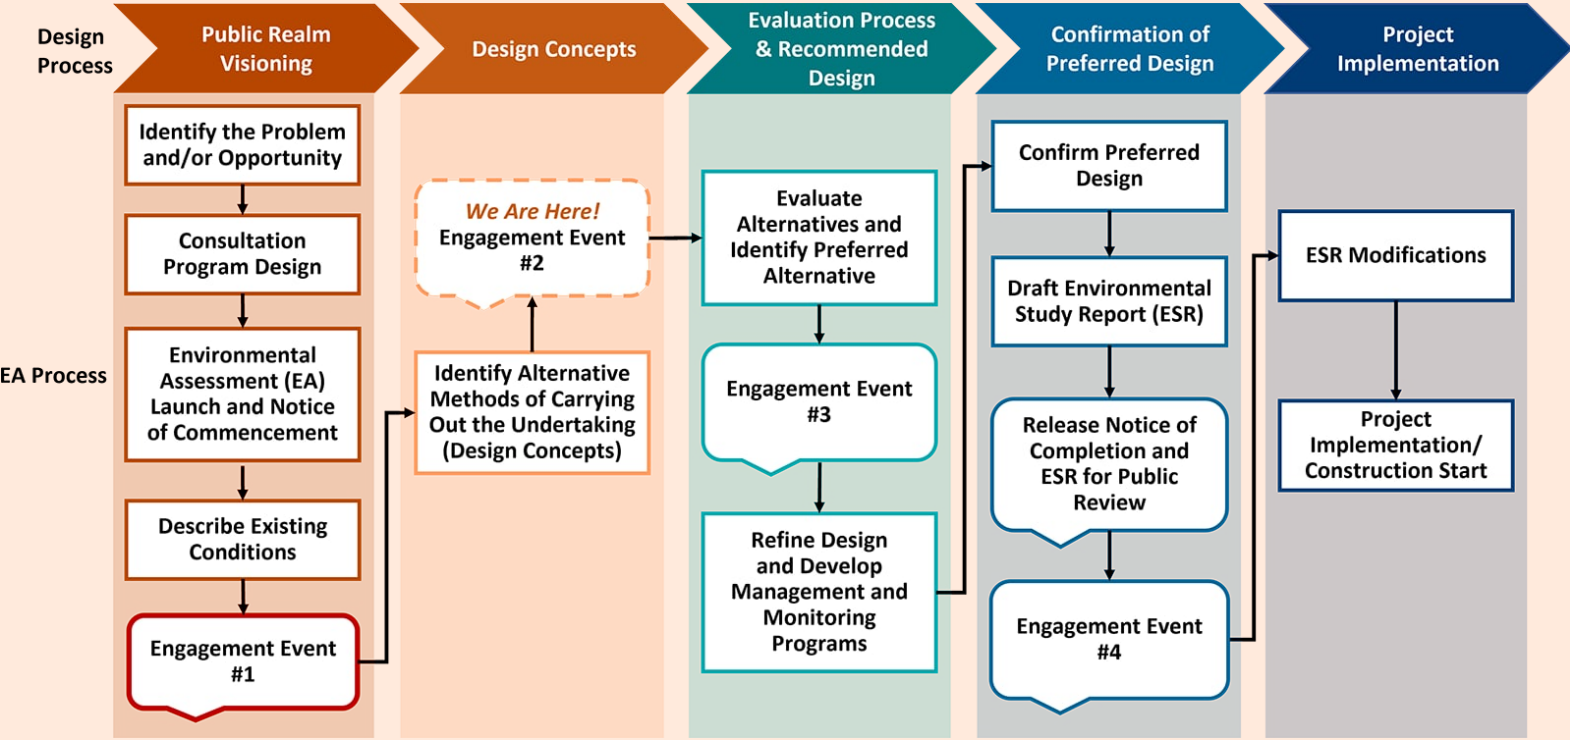 Design
Process
Public Realm
Visioning
Design Concepts
Evaluation Process
& Recommended
Design
Confirmation of
Preferred Design
Project
Implementation
EA Process
Identify the Problem
and/or Opportunity
Consultation
Program Design
Environmental
Assessment (EA)
Launch and Notice
of Commencement
Describe Existing
Conditions
Engagement Event
#1
We Are Here!
Engagement Event
#2
Identify Alternative
Methods of Carrying
Out the Undertaking
(Design Concepts)
Evaluate
Alternatives and
Identify Preferred
Alternative
Engagement Event
#3
Refine Design
and Develop
Management and
Monitoring
Programs
Confirm Preferred
Design
Draft Environmental
Study Report (ESR)
Release Notice of
Completion and
ESR for Public
Review
Engagement Event
#4
ESR Modifications
Project
Implementation/
Construction Start